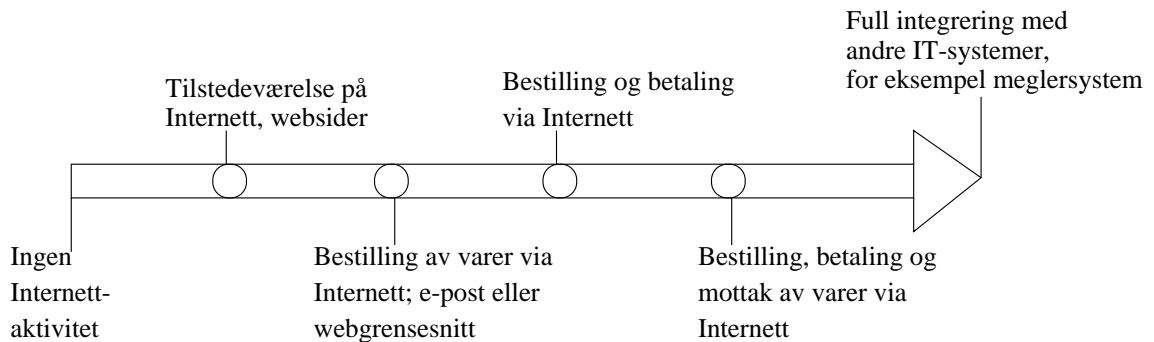 Ingen
Internett-
aktivitet
Tilstedeværelse på
Internett, websider
Bestilling av varer via
Internett; e-post eller
webgrensesnitt
Bestilling og betaling
via Internett
Bestilling, betaling og
mottak av varer via
Internett
Full integrering med
andre IT-systemer,
for eksempel meglersystem